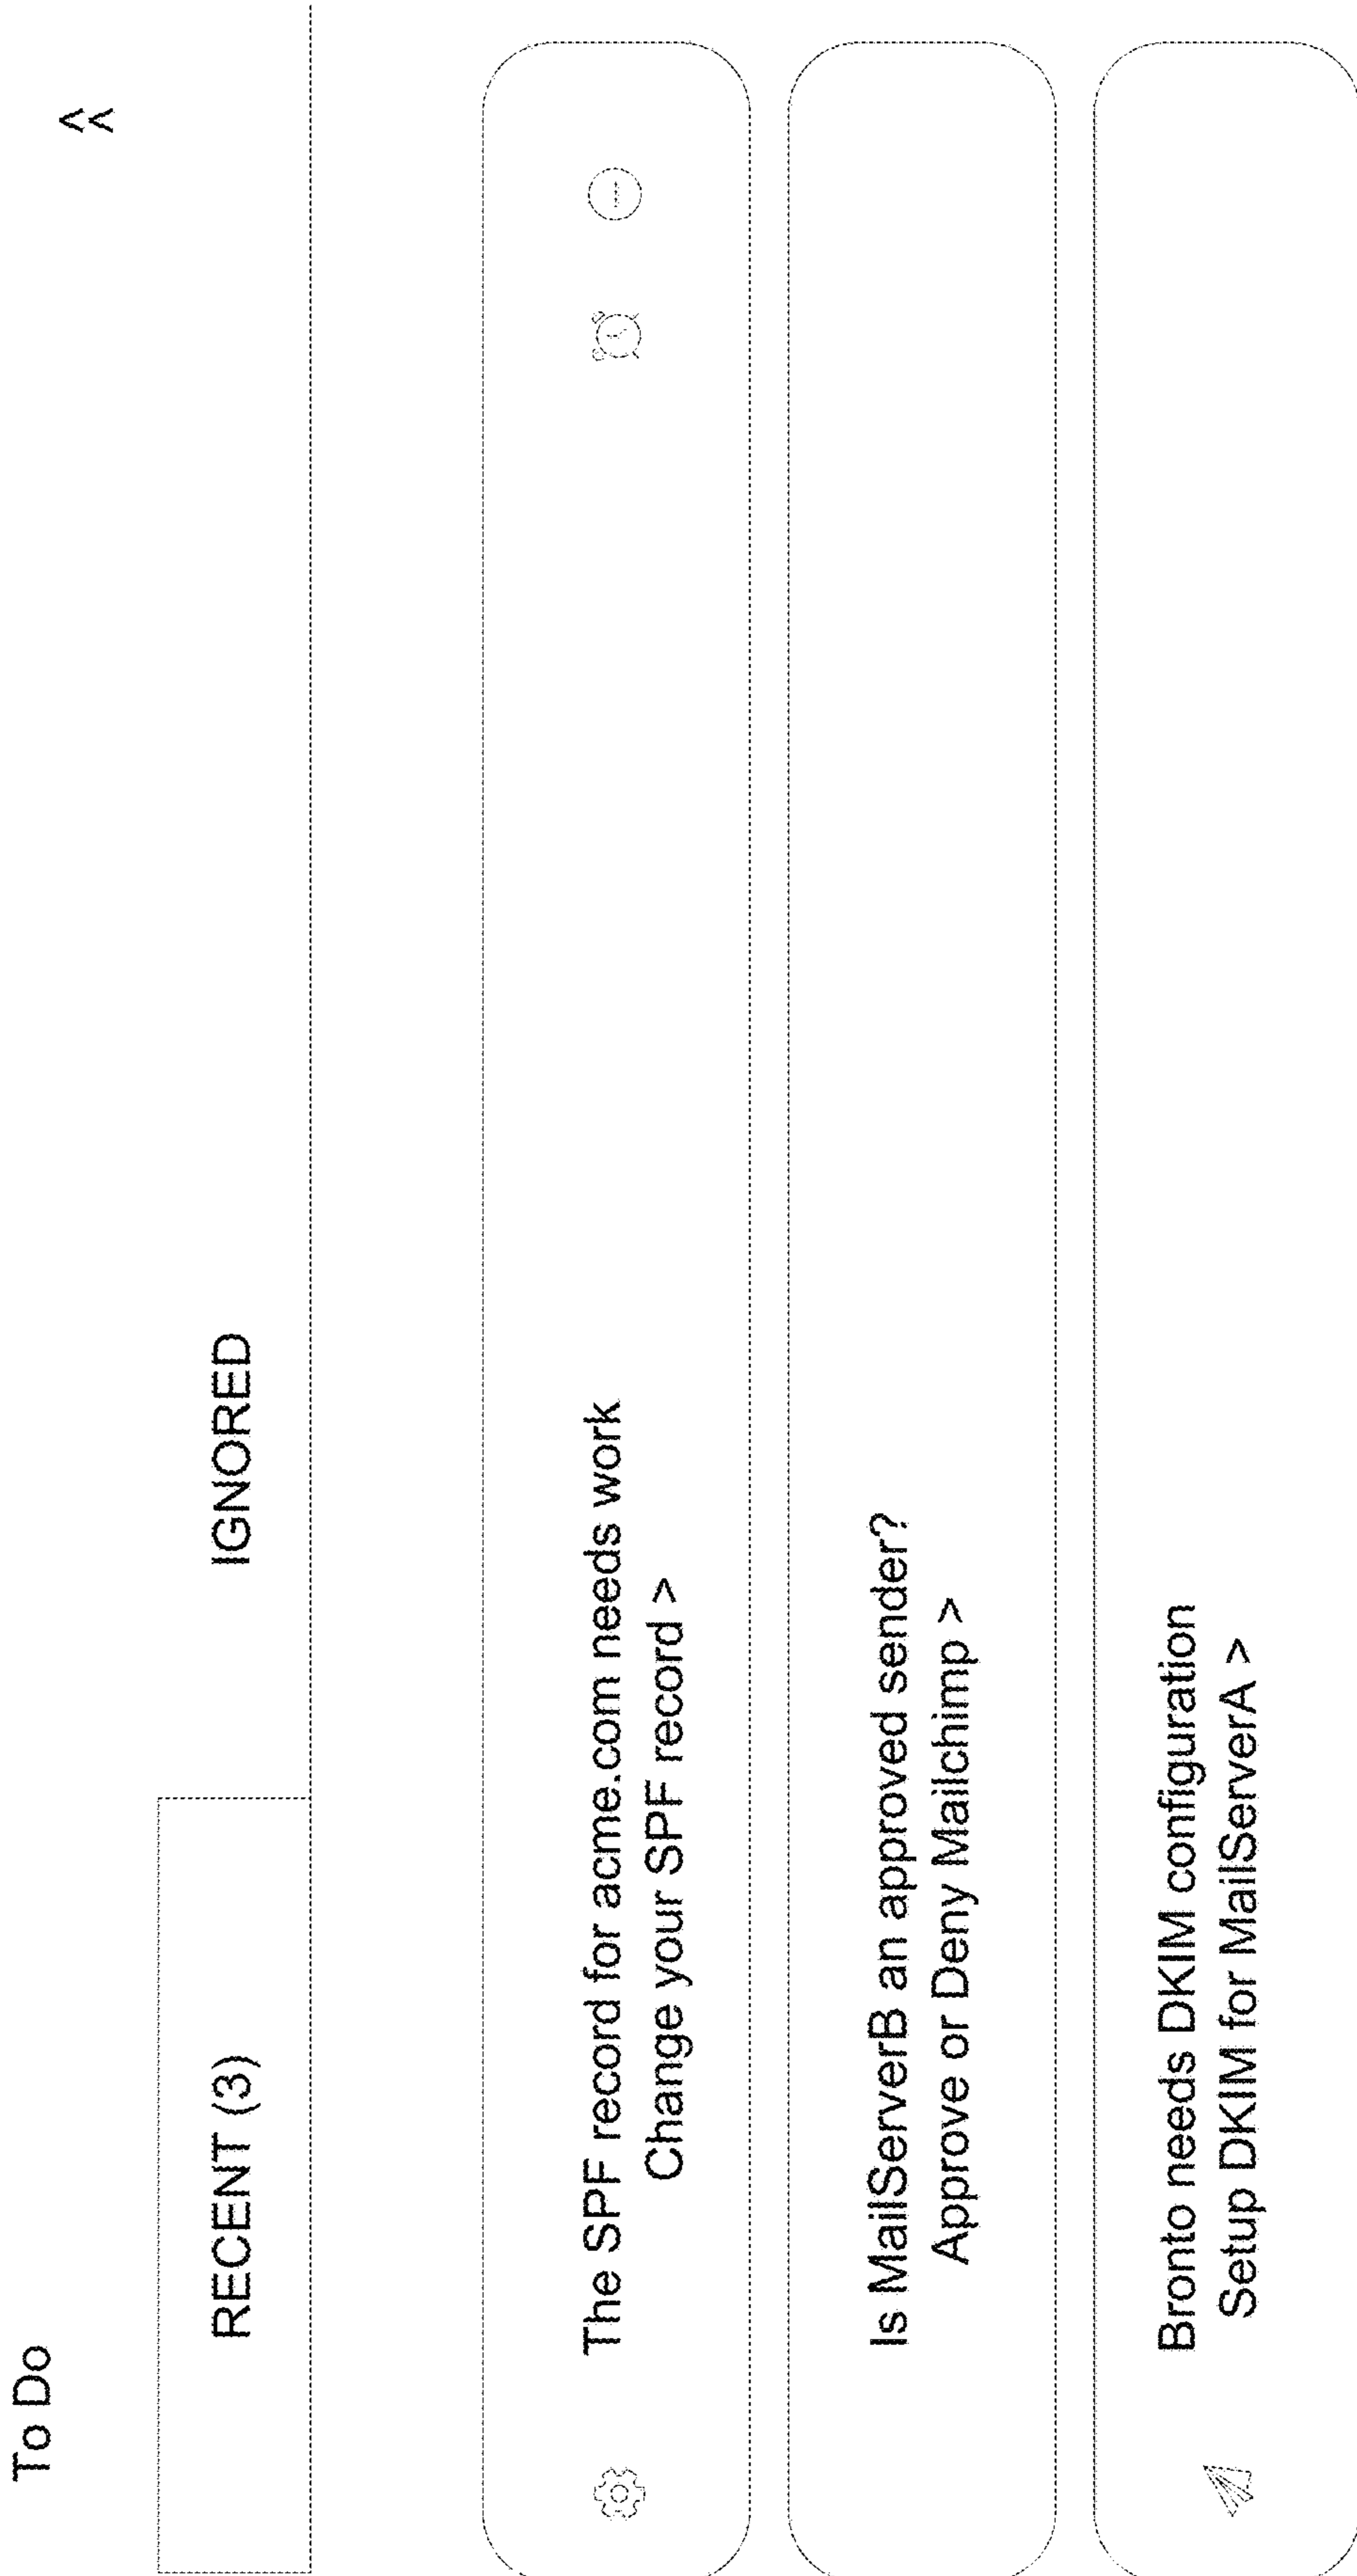 To Do
<<
RECENT (3)
IGNORED
The SPF record for acme.com needs work
Change your SPF record >
Is MailServerB an approved sender?
Approve or Deny Mailchimp >
Bronto needs DKIM configuration
Setup DKIM for MailServerA >